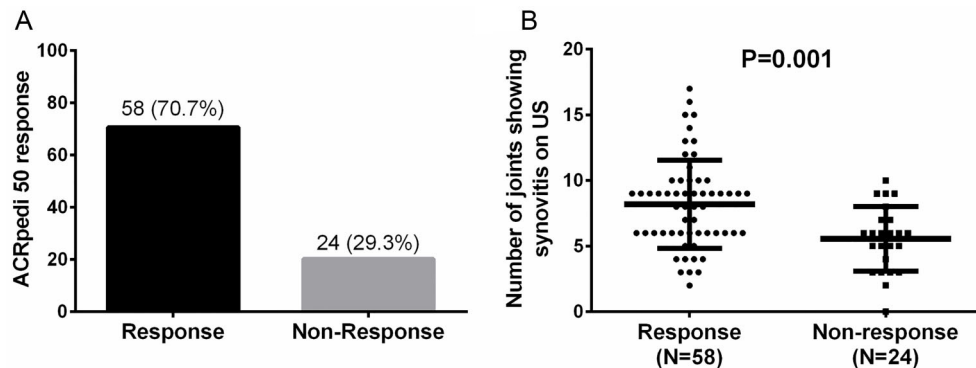 A
ACRpedi 50 response
100
80
60
40
20
0
58 (70.7%)
24 (29.3%)
Response
Non-Response
B
Number of joints showing
synovitis on US
20
15
10
5
0
P=0.001
Response
(N=58)
Non-response
(N=24)